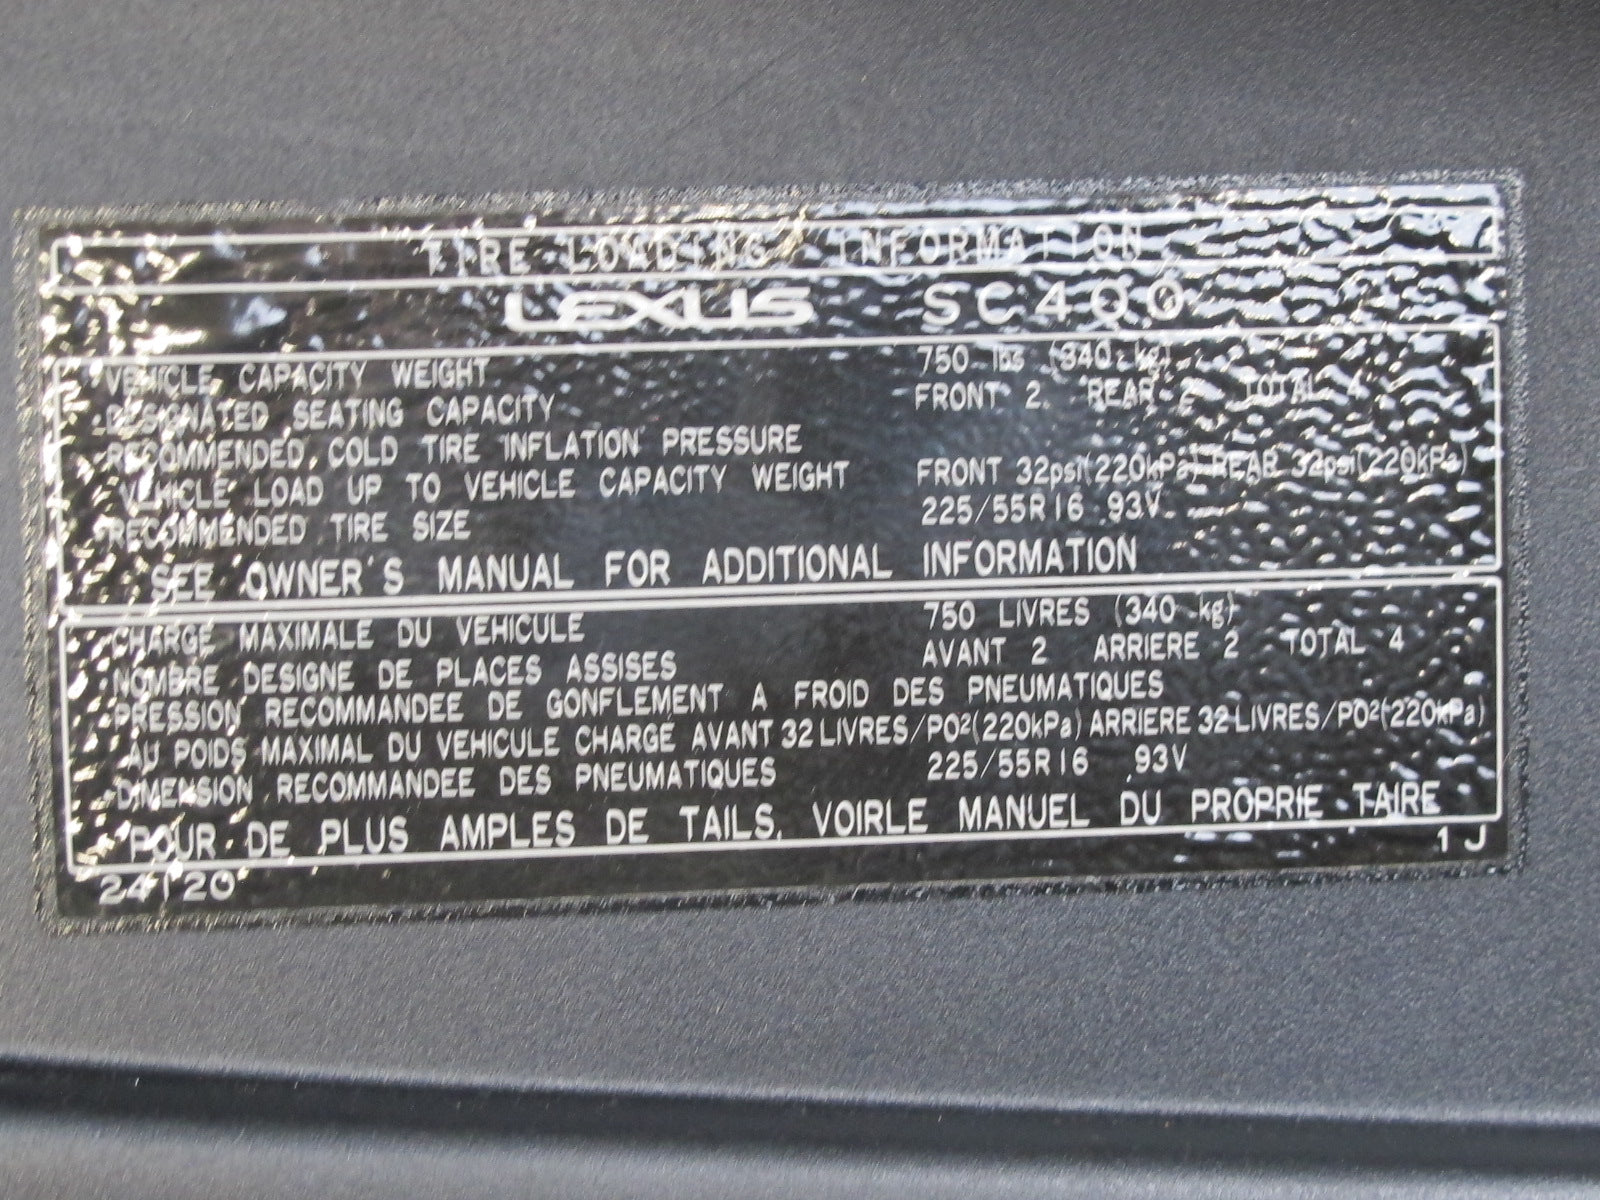 TIRE LOADING INFORMATION
LEXUS SC400
VEHICLE CAPACITY WEIGHT 750 lbs (340 kg)
DESIGNATED SEATING CAPACITY FRONT 2 REAR 2 TOTAL 4
RECOMMENDED COLD TIRE INFLATION PRESSURE
VEHICLE LOAD UP TO VEHICLE CAPACITY WEIGHT FRONT 32psi(220kPa) REAR 32psi(220kPa)
RECOMMENDED TIRE SIZE 225/55R16 93V
SEE OWNER'S MANUAL FOR ADDITIONAL INFORMATION
CHARGE MAXIMALE DU VEHICULE 750 LIVRES (340 kg)
NOMBRE DESIGNE DE PLACES ASSISES AVANT 2 ARRIERE 2 TOTAL 4
PRESSION RECOMMANDEE DE GONFLEMENT A FROID DES PNEUMATIQUES
AU POIDS MAXIMAL DU VEHICULE CHARGE AVANT 32 LIVRES/PO²(220kPa) ARRIERE 32 LIVRES/PO²(220kPa)
DIMENSION RECOMMANDEE DES PNEUMATIQUES 225/55R16 93V
POUR DE PLUS AMPLES DE TAILS, VOIRLE MANUEL DU PROPRIE TAIRE
24120 1J